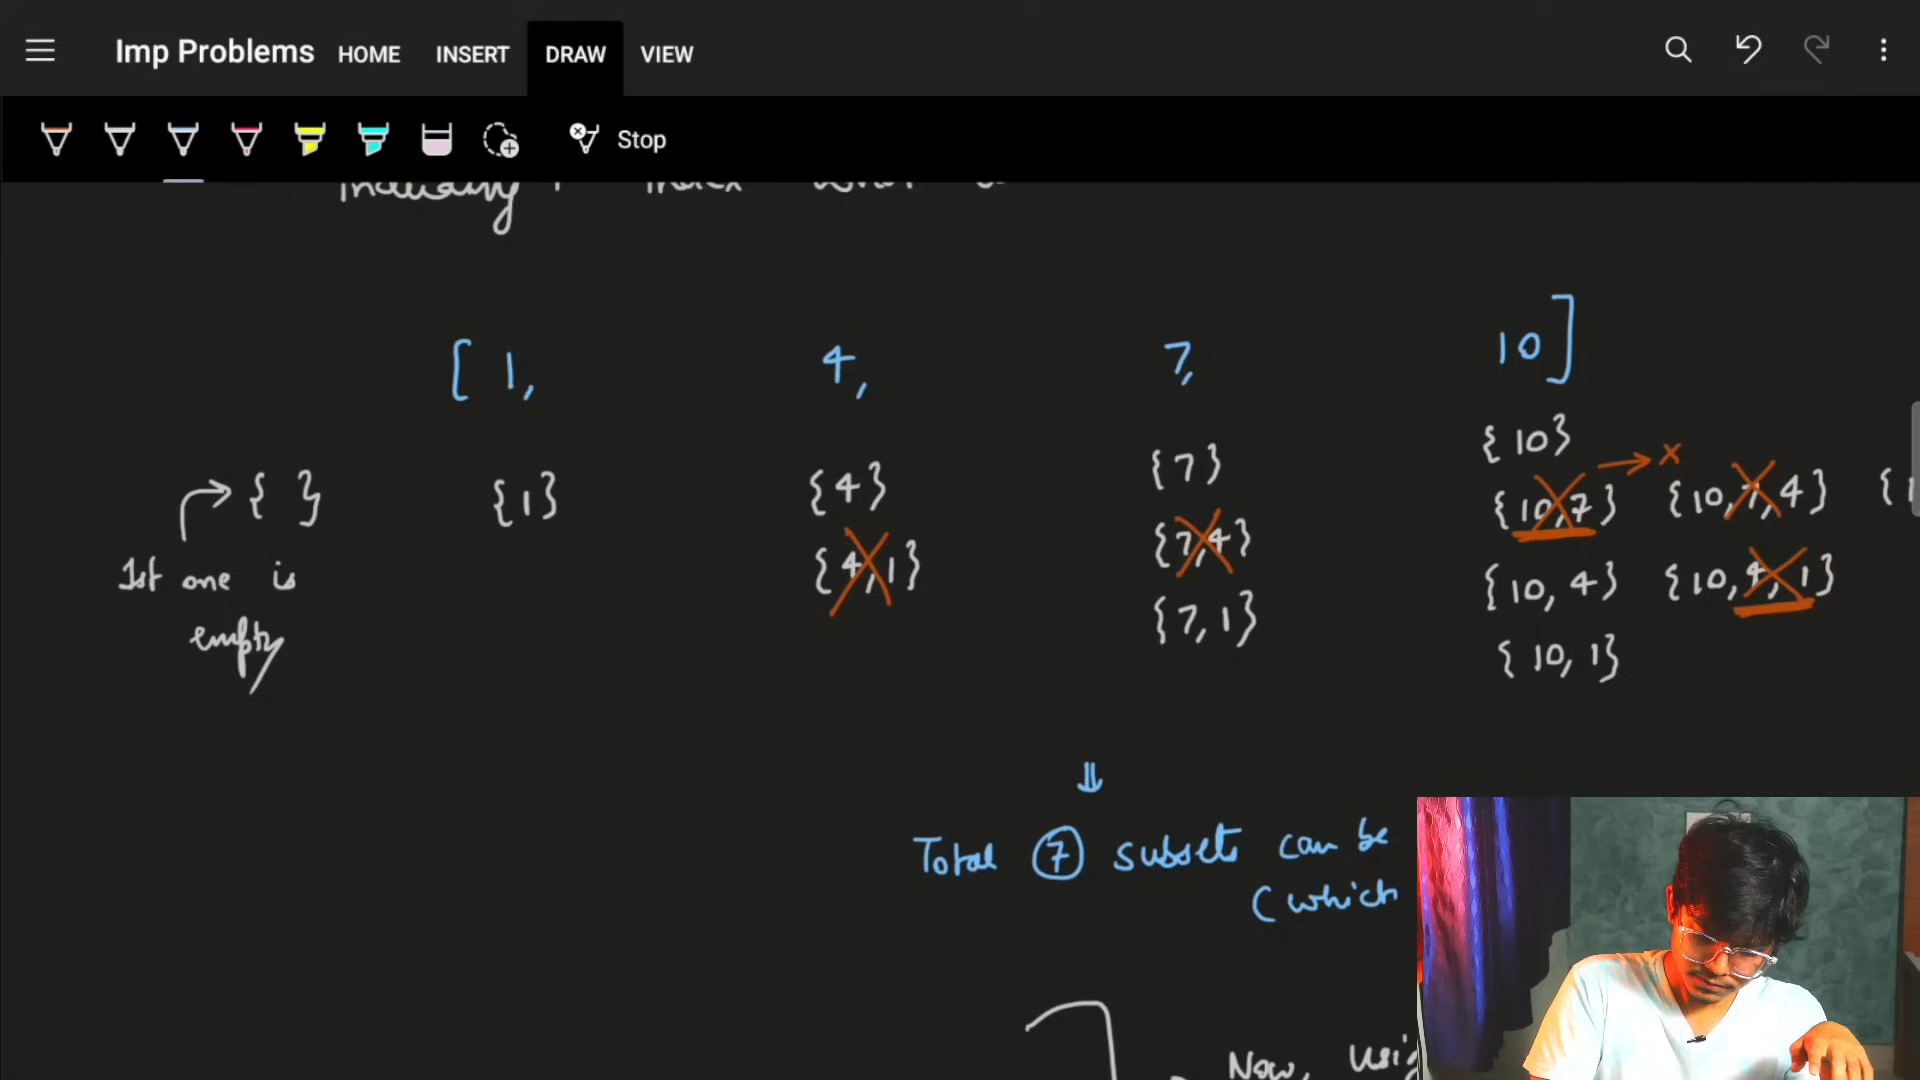 Imp Problems HOME INSERT DRAW VIEW
Stop
including
[ 1, 4, 7, 10 ]
{ } {1} {4} {7} {10}
{4,1} {7,4} {10,7} → x {10,7,4}
{7,1} {10,4} {10,4,1}
{10,1}
1st one is
empty
⇓
Total 7 subsets can be
(which
Now,